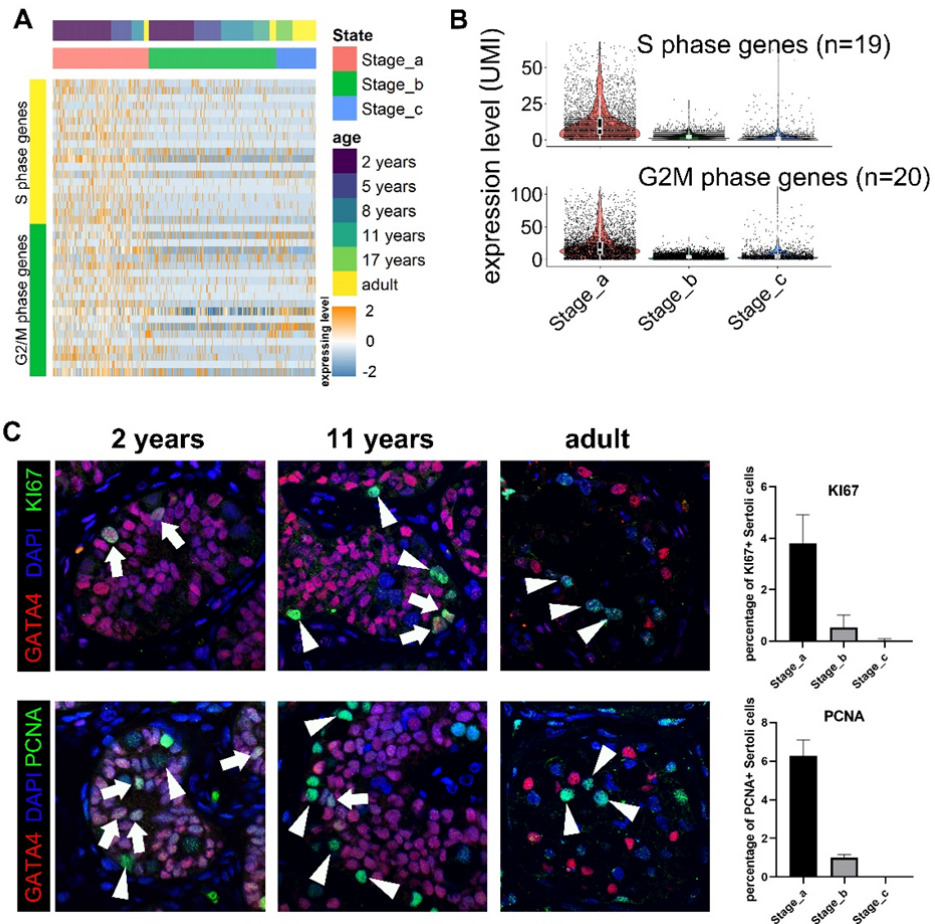 A
State
Stage_a
Stage_b
Stage_c
age
2 years
5 years
8 years
11 years
17 years
adult
expressing level
2
0
-2
S phase genes
G2/M phase genes
B
expression level (UMI)
S phase genes (n=19)
50
25
0
G2M phase genes (n=20)
100
50
0
Stage_a
Stage_b
Stage_c
C
2 years
11 years
adult
GATA4 DAPI KI67
KI67
percentage of KI67+ Sertoli cells
6
4
2
0
Stage_a
Stage_b
Stage_c
GATA4 DAPI PCNA
PCNA
percentage of PCNA+ Sertoli cells
8
6
4
2
0
Stage_a
Stage_b
Stage_c